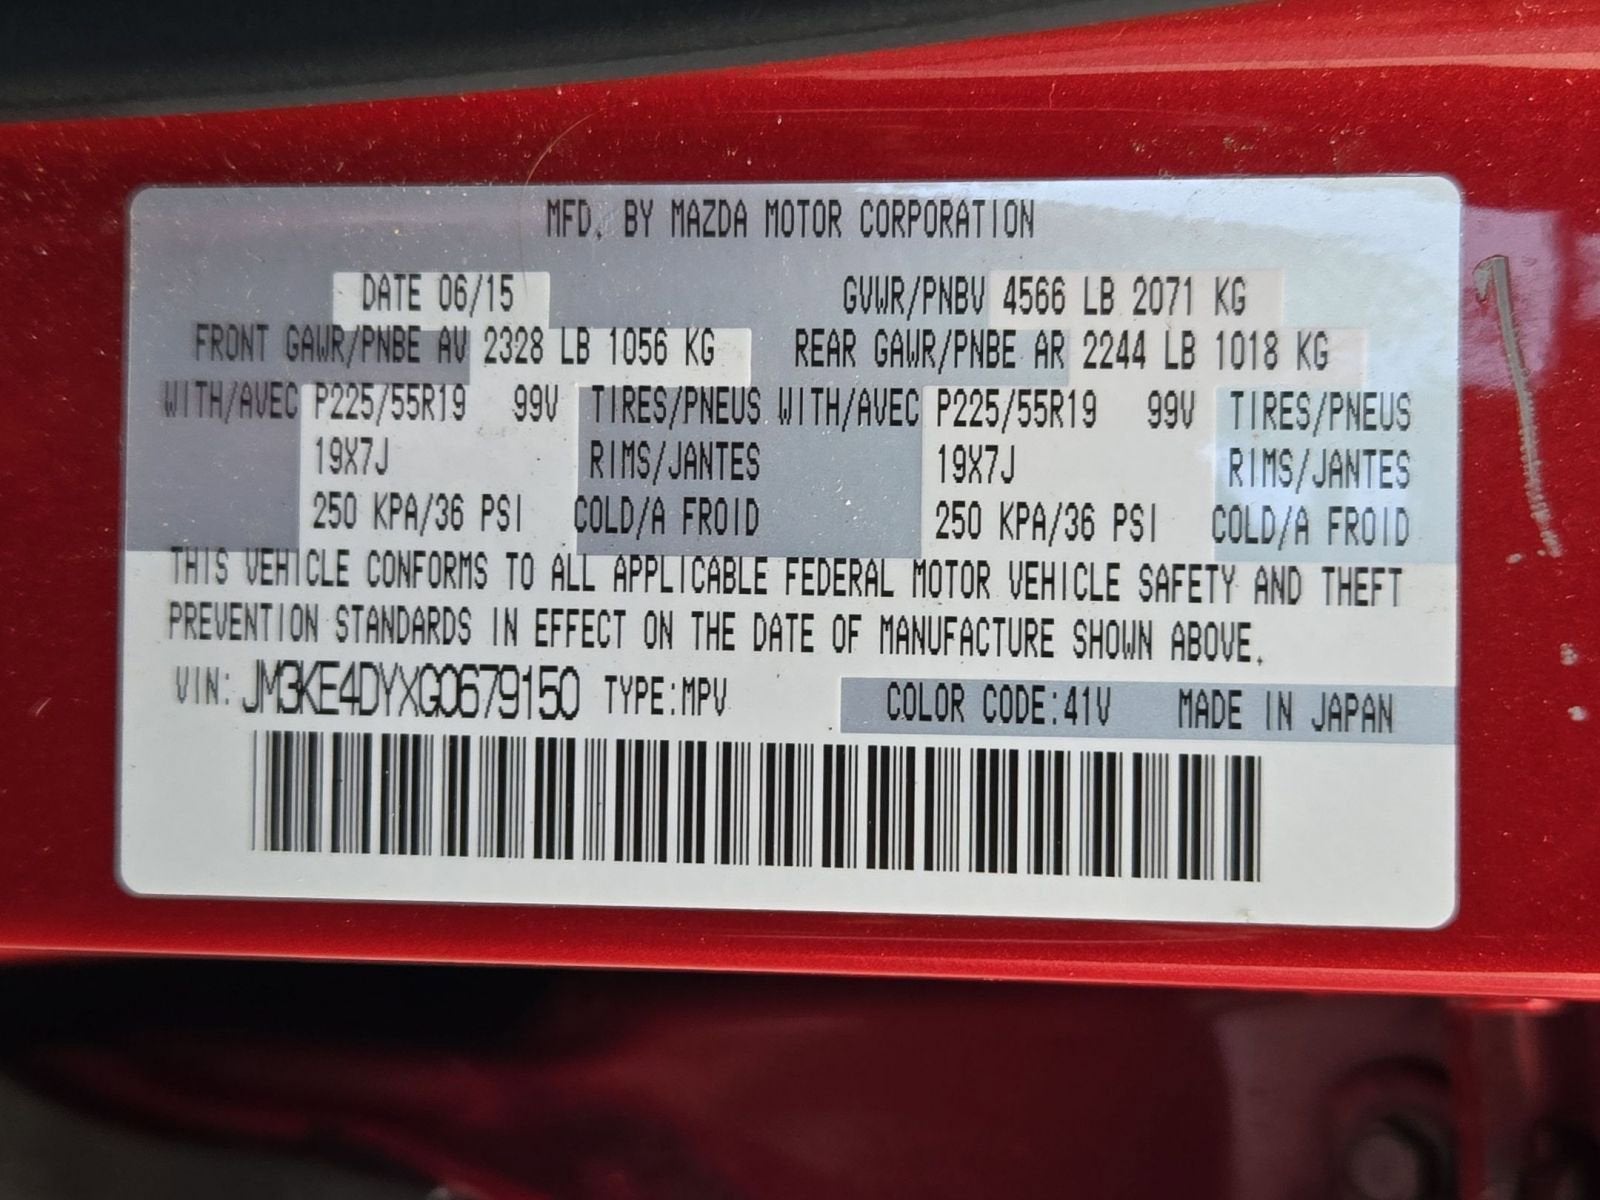 MFD. BY MAZDA MOTOR CORPORATION
DATE 06/15 GVWR/PNBV 4566 LB 2071 KG
FRONT GAWR/PNBE AV 2328 LB 1056 KG REAR GAWR/PNBE AR 2244 LB 1018 KG
WITH/AVEC P225/55R19 99V TIRES/PNEUS WITH/AVEC P225/55R19 99V TIRES/PNEUS
19X7J RIMS/JANTES 19X7J RIMS/JANTES
250 KPA/36 PSI COLD/A FROID 250 KPA/36 PSI COLD/A FROID
THIS VEHICLE CONFORMS TO ALL APPLICABLE FEDERAL MOTOR VEHICLE SAFETY AND THEFT
PREVENTION STANDARDS IN EFFECT ON THE DATE OF MANUFACTURE SHOWN ABOVE.
VIN: JM3KE4DYXG0679150 TYPE:MPV COLOR CODE:41V MADE IN JAPAN